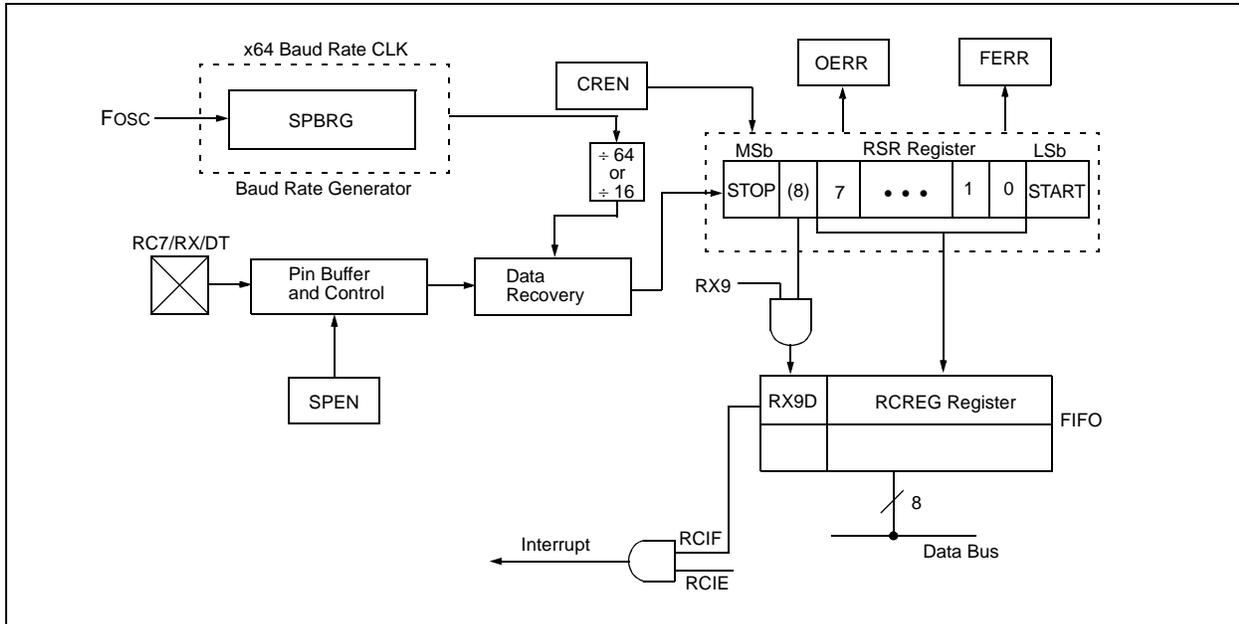 x64 Baud Rate CLK
FOSC
SPBRG
Baud Rate Generator
CREN
OERR
FERR
÷ 64
or
÷ 16
MSb
RSR Register
LSb
STOP
(8)
7
• • •
1
0
START
RC7/RX/DT
Pin Buffer
and Control
Data
Recovery
RX9
SPEN
RX9D
RCREG Register
FIFO
8
Data Bus
Interrupt
RCIF
RCIE